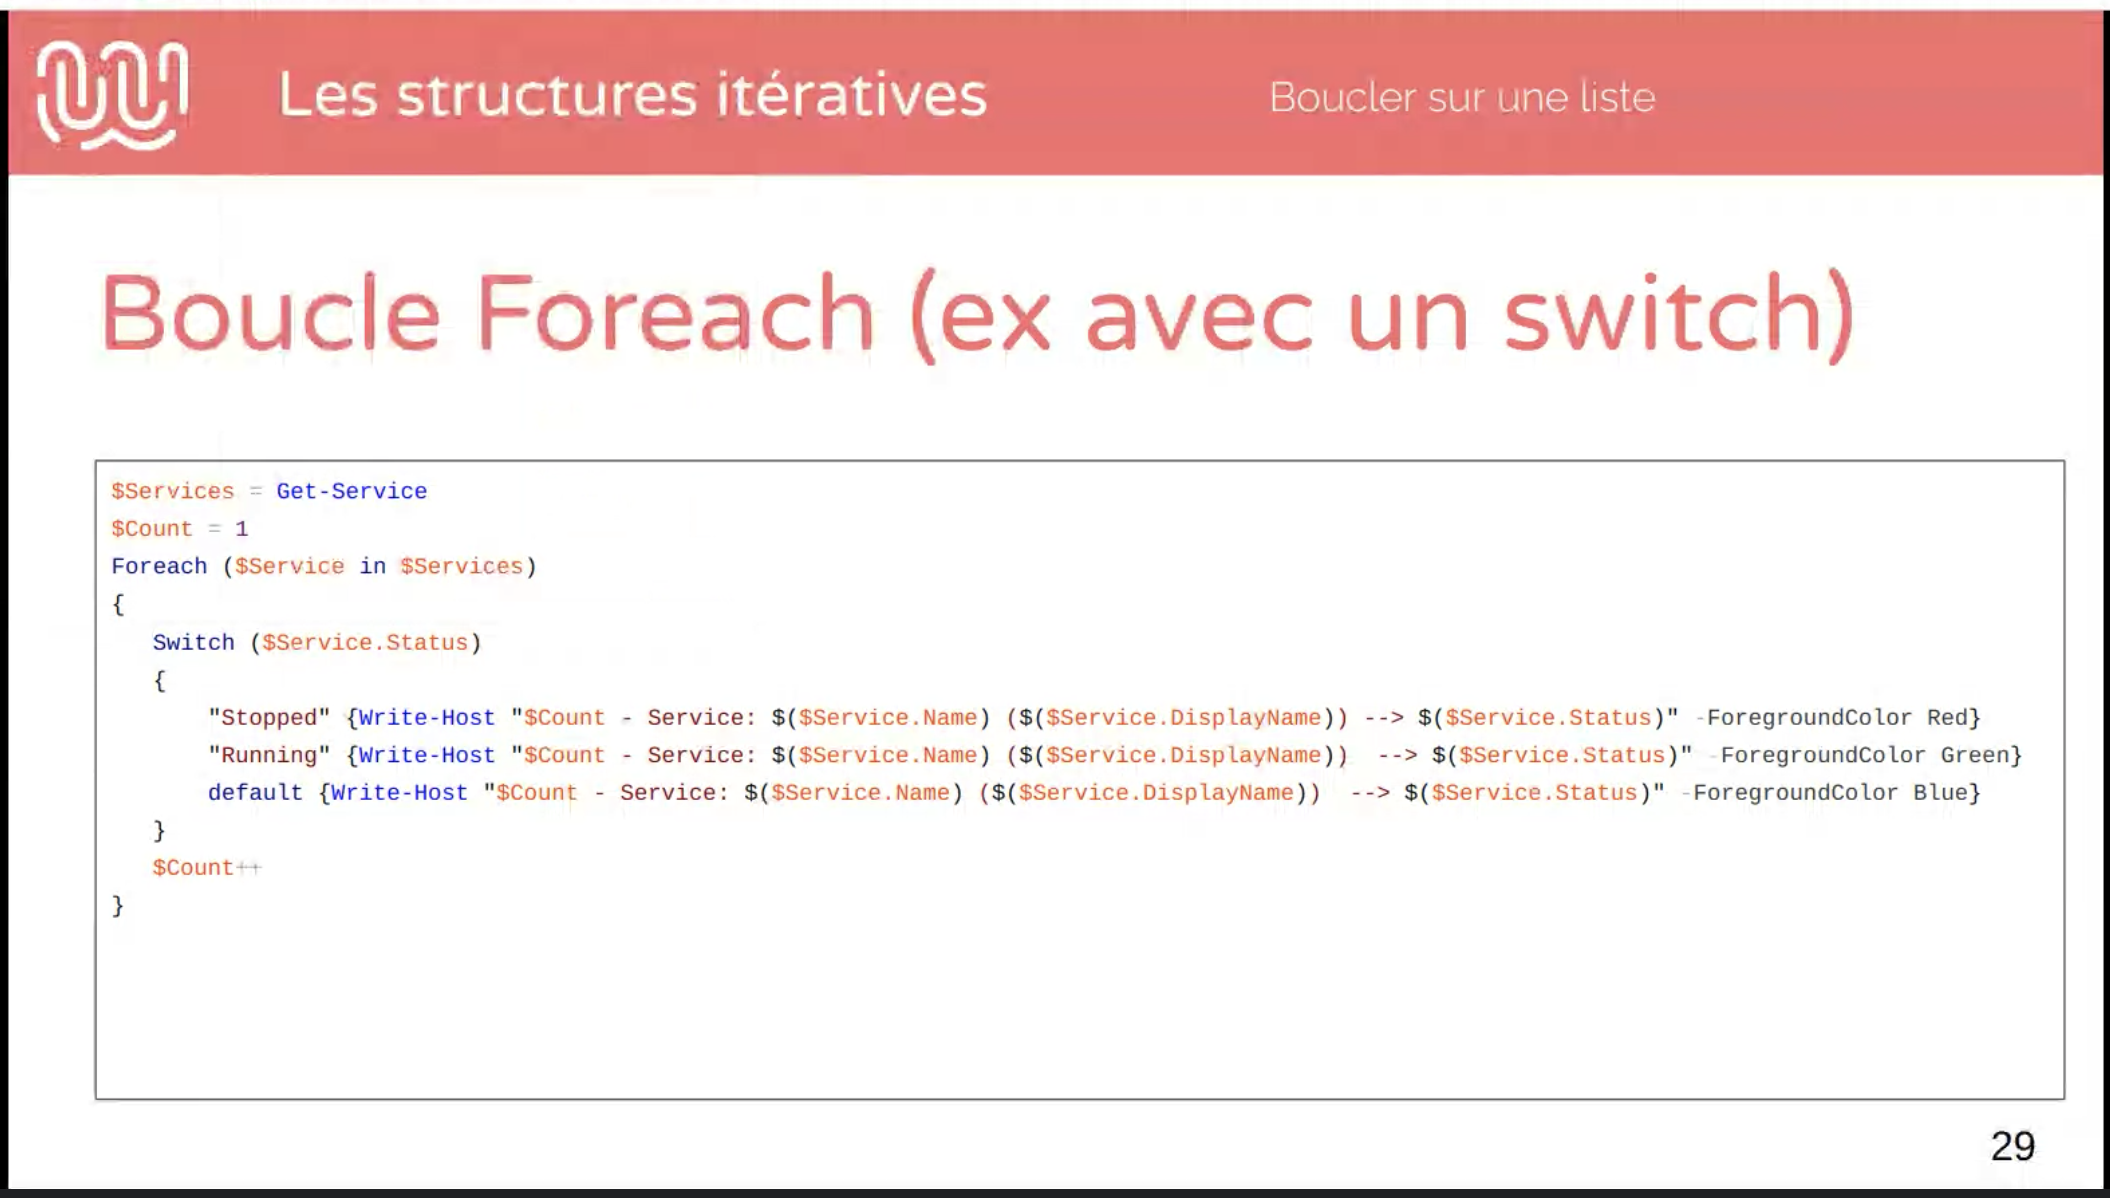 Les structures itératives
Boucler sur une liste
Boucle Foreach (ex avec un switch)
$Services = Get-Service
$Count = 1
Foreach ($Service in $Services)
{
   Switch ($Service.Status)
   {
       "Stopped" {Write-Host "$Count - Service: $($Service.Name) ($($Service.DisplayName)) --> $($Service.Status)" -ForegroundColor Red}
       "Running" {Write-Host "$Count - Service: $($Service.Name) ($($Service.DisplayName))  --> $($Service.Status)" -ForegroundColor Green}
       default {Write-Host "$Count - Service: $($Service.Name) ($($Service.DisplayName))  --> $($Service.Status)" -ForegroundColor Blue}
   }
   $Count++
}
29